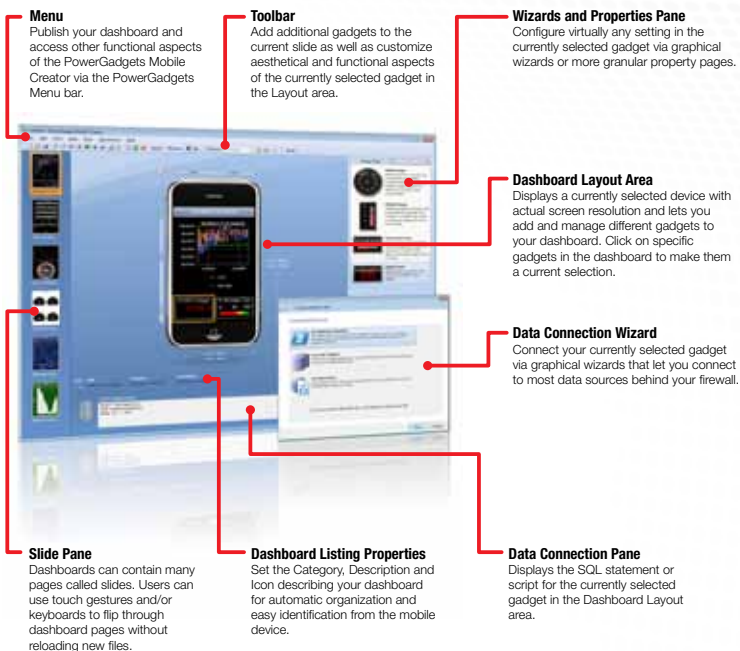 Menu
Publish your dashboard and
access other functional aspects
of the PowerGadgets Mobile
Creator via the PowerGadgets
Menu bar.
Toolbar
Add additional gadgets to the
current slide as well as customize
aesthetical and functional aspects
of the currently selected gadget in
the Layout area.
Wizards and Properties Pane
Configure virtually any setting in the
currently selected gadget via graphical
wizards or more granular property pages.
Dashboard Layout Area
Displays a currently selected device with
actual screen resolution and lets you
add and manage different gadgets to
your dashboard. Click on specific
gadgets in the dashboard to make them
a current selection.
Data Connection Wizard
Connect your currently selected gadget
via graphical wizards that let you connect
to most data sources behind your firewall.
Slide Pane
Dashboards can contain many
pages called slides. Users can
use touch gestures and/or
keyboards to flip through
dashboard pages without
reloading new files.
Dashboard Listing Properties
Set the Category, Description and
Icon describing your dashboard
for automatic organization and
easy identification from the mobile
device.
Data Connection Pane
Displays the SQL statement or
script for the currently selected
gadget in the Dashboard Layout
area.